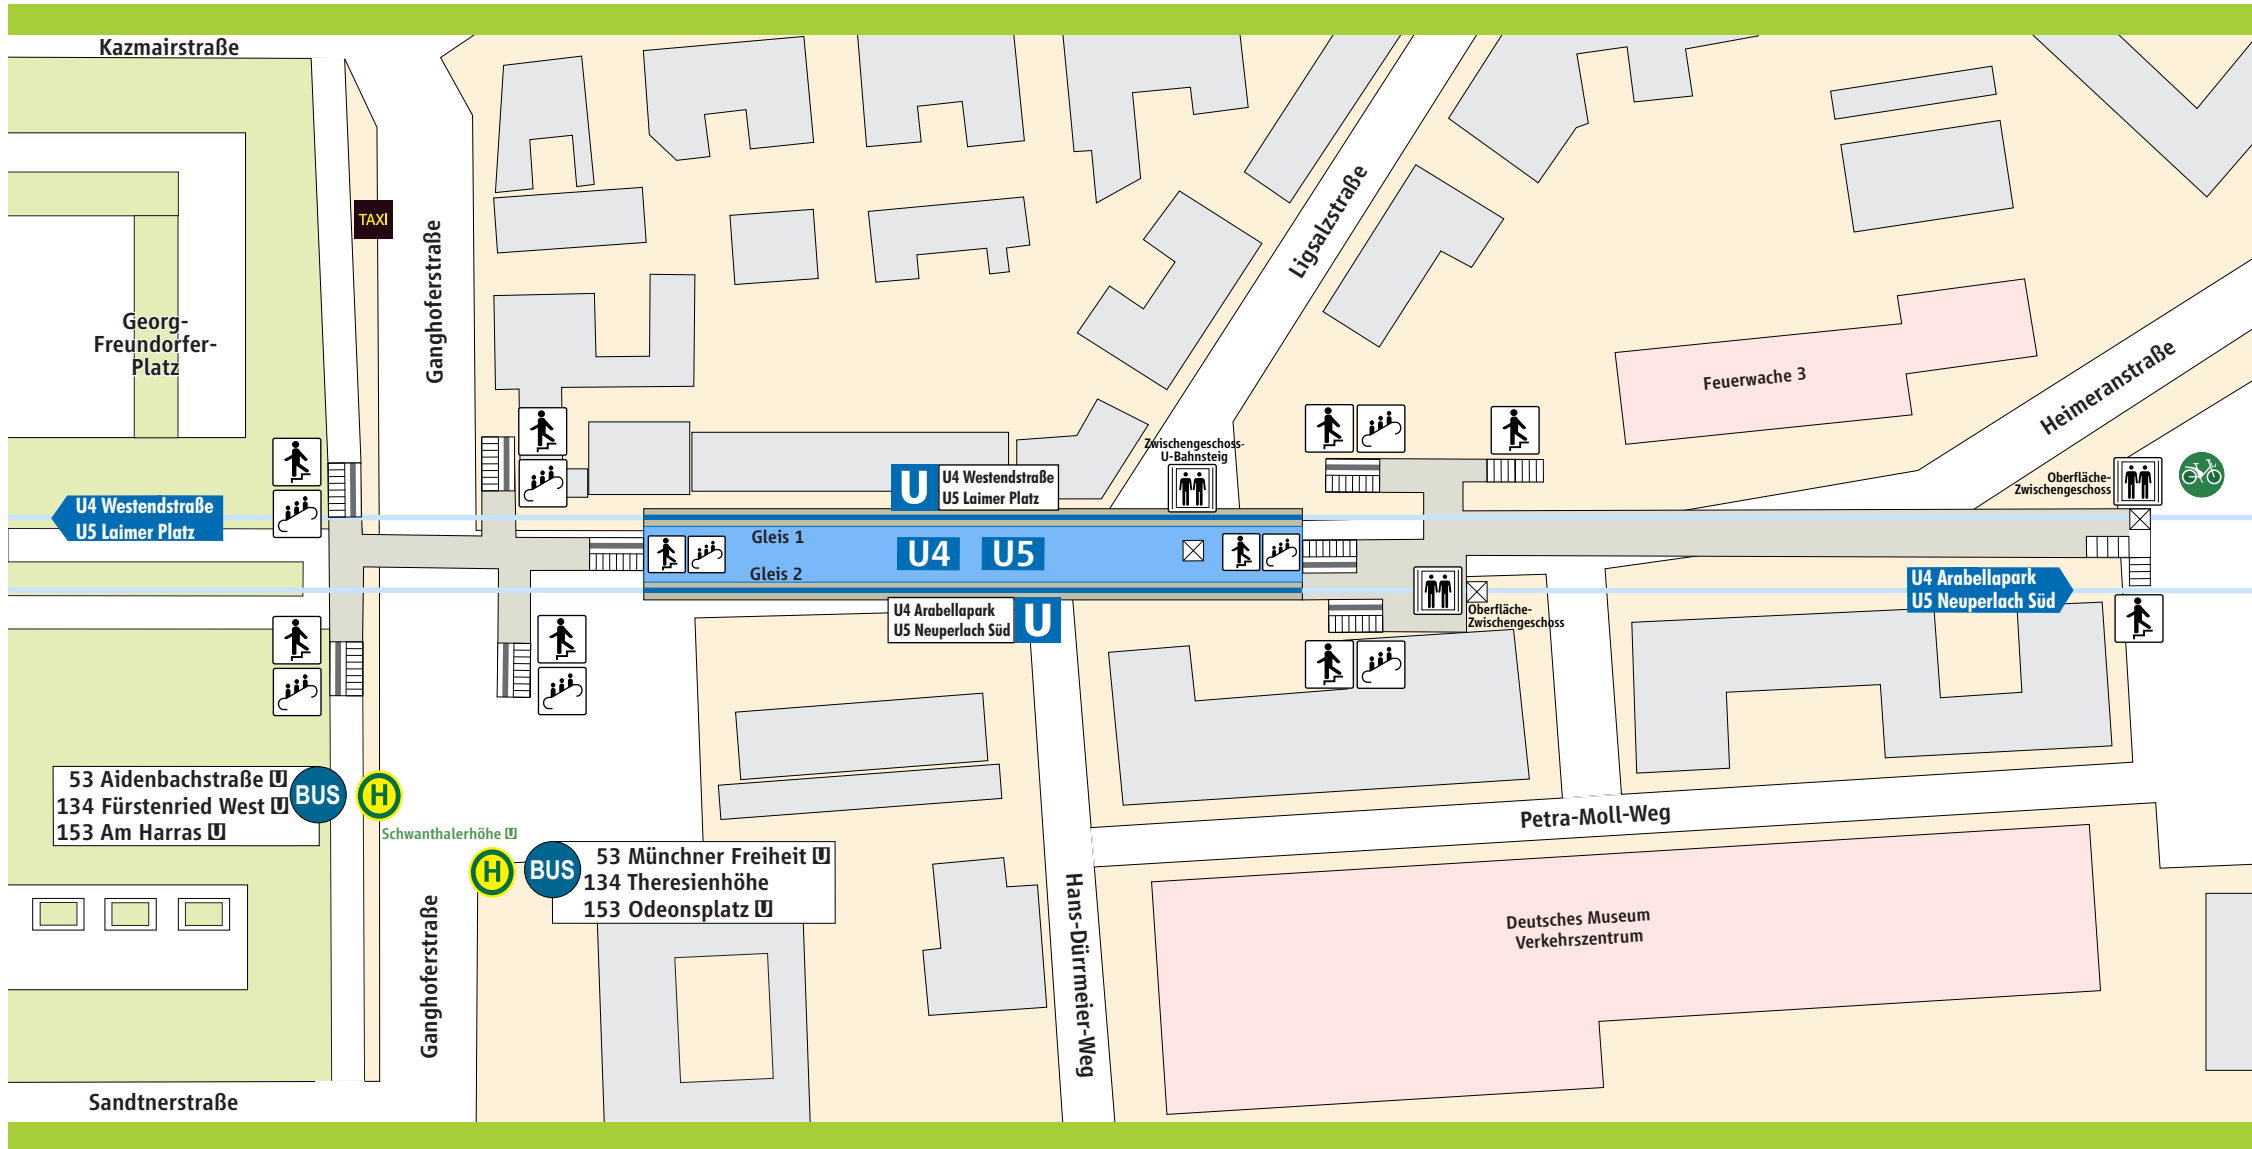 Kazmairstraße
TAXI
Ganghoferstraße
Ligsalzstraße
Georg-
Freundorfer-
Platz
Feuerwache 3
Heimeranstraße
Zwischengeschoss-
U-Bahnsteig
Oberfläche-
Zwischengeschoss
U4 Westendstraße
U5 Laimer Platz
U
U4 Westendstraße
U5 Laimer Platz
Gleis 1
U4
U5
Gleis 2
U4 Arabellapark
U5 Neuperlach Süd
U
Oberfläche-
Zwischengeschoss
U4 Arabellapark
U5 Neuperlach Süd
53 Aidenbachstraße U
134 Fürstenried West U
153 Am Harras U
BUS
H
Schwanthalerhöhe U
H
BUS
53 Münchner Freiheit U
134 Theresienhöhe
153 Odeonsplatz U
Petra-Moll-Weg
Ganghoferstraße
Hans-Dürrmeier-Weg
Deutsches Museum
Verkehrszentrum
Sandtnerstraße